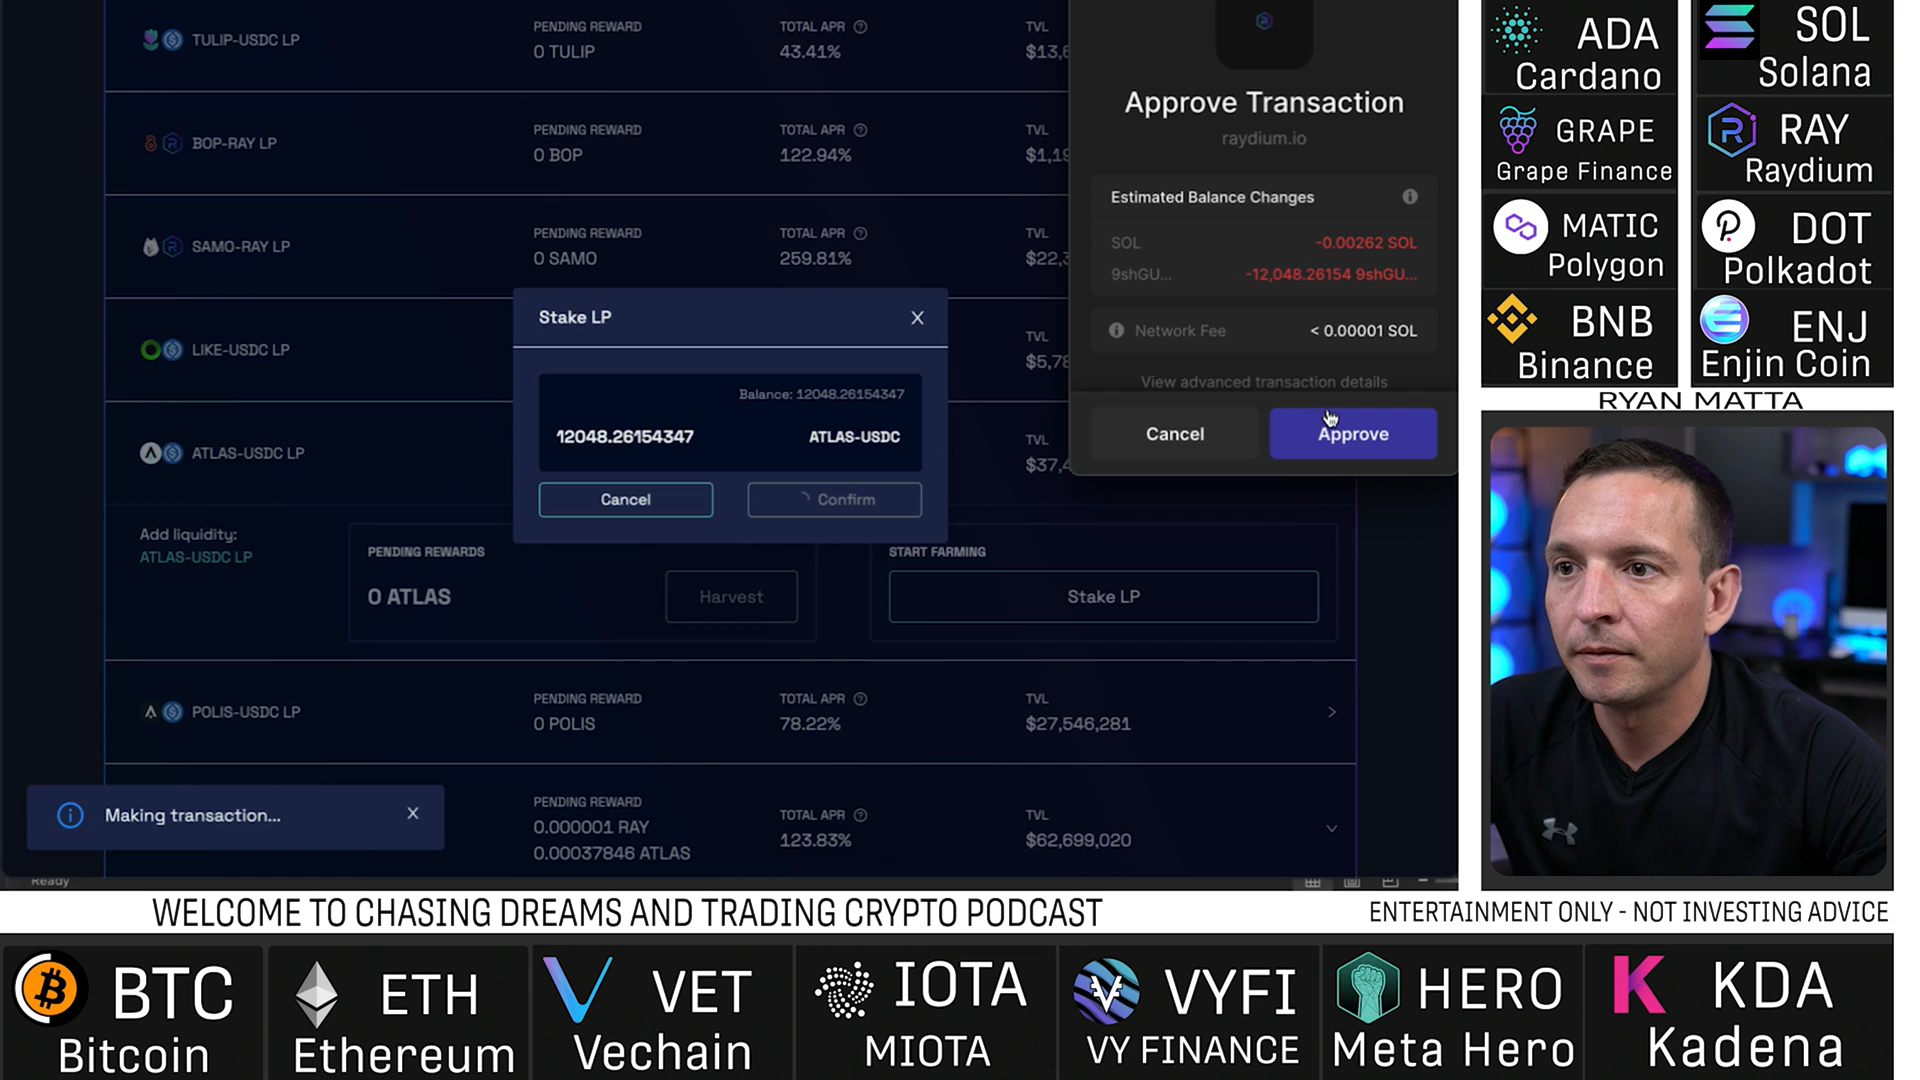 TULIP-USDC LP
PENDING REWARD
0 TULIP
TOTAL APR
43.41%
TVL
BOP-RAY LP
PENDING REWARD
0 BOP
TOTAL APR
122.94%
TVL
SAMO-RAY LP
PENDING REWARD
0 SAMO
TOTAL APR
259.81%
TVL
LIKE-USDC LP
TVL
ATLAS-USDC LP
TVL
Stake LP
X
Balance: 12048.26154347
12048.26154347 ATLAS-USDC
Cancel
Confirm
Approve Transaction
raydium.io
Estimated Balance Changes
SOL -0.00262 SOL
9shGU... -12,048.26154 9shGU...
Network Fee < 0.00001 SOL
View advanced transaction details
Cancel
Approve
Add liquidity:
ATLAS-USDC LP
PENDING REWARDS
0 ATLAS
Harvest
START FARMING
Stake LP
POLIS-USDC LP
PENDING REWARD
0 POLIS
TOTAL APR
78.22%
TVL
$27,546,281
PENDING REWARD
0.000001 RAY
0.00037846 ATLAS
TOTAL APR
123.83%
TVL
$62,699,020
Making transaction...
X
Ready
ADA
Cardano
SOL
Solana
GRAPE
Grape Finance
RAY
Raydium
MATIC
Polygon
DOT
Polkadot
BNB
Binance
ENJ
Enjin Coin
RYAN MATTA
WELCOME TO CHASING DREAMS AND TRADING CRYPTO PODCAST
ENTERTAINMENT ONLY - NOT INVESTING ADVICE
BTC
Bitcoin
ETH
Ethereum
VET
Vechain
IOTA
MIOTA
VYFI
VY FINANCE
HERO
Meta Hero
KDA
Kadena